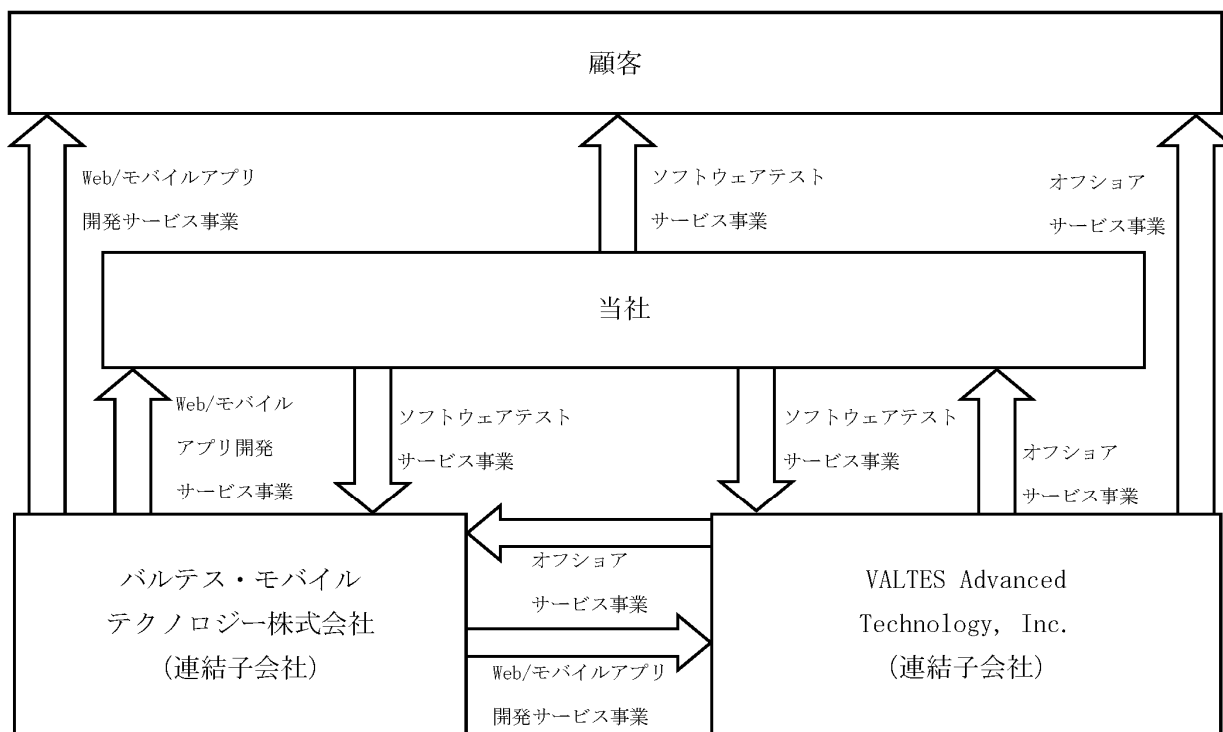 顧客
Web/モバイルアプリ
開発サービス事業
ソフトウェアテスト
サービス事業
オフショア
サービス事業
当社
Web/モバイル
アプリ開発
サービス事業
ソフトウェアテスト
サービス事業
ソフトウェアテスト
サービス事業
オフショア
サービス事業
バルテス・モバイル
テクノロジー株式会社
(連結子会社)
オフショア
サービス事業
Web/モバイルアプリ
開発サービス事業
VALTES Advanced
Technology, Inc.
(連結子会社)